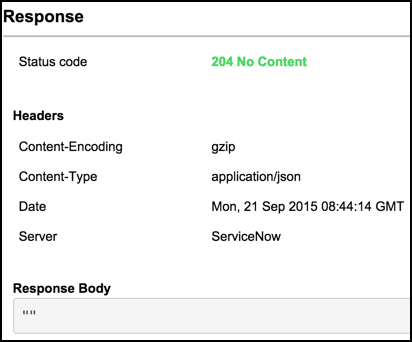 Response
Status code 204 No Content
Headers
Content-Encoding gzip
Content-Type application/json
Date Mon, 21 Sep 2015 08:44:14 GMT
Server ServiceNow
Response Body
""